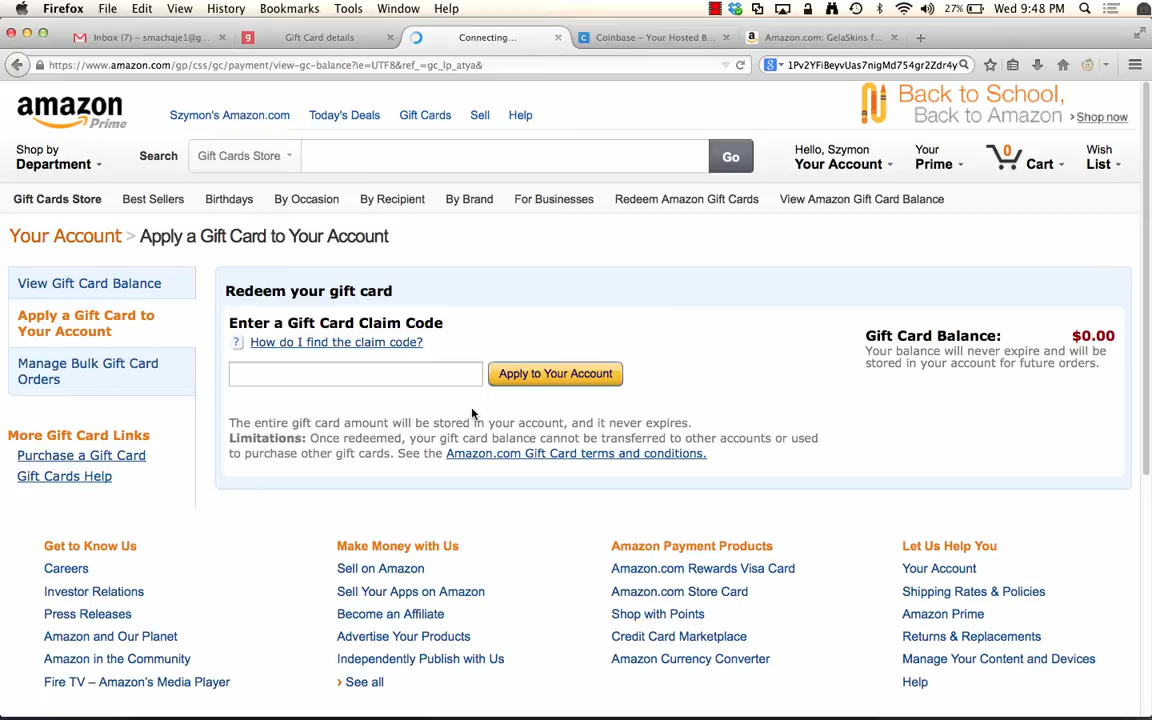 Firefox File Edit View History Bookmarks Tools Window Help 27% Wed 9:48 PM
Inbox (7) – smachaje1@g... Gift Card details Connecting... Coinbase – Your Hosted B... Amazon.com: GelaSkins f...
https://www.amazon.com/gp/css/gc/payment/view-gc-balance?ie=UTF8&ref_=gc_lp_atya& 1Pv2YFiBeyvUas7nigMd754gr2Zdr4y
amazon Prime
Szymon's Amazon.com Today's Deals Gift Cards Sell Help
Back to School,
Back to Amazon › Shop now
Shop by Department
Search Gift Cards Store Go
Hello, Szymon Your Account
Your Prime
0 Cart
Wish List
Gift Cards Store Best Sellers Birthdays By Occasion By Recipient By Brand For Businesses Redeem Amazon Gift Cards View Amazon Gift Card Balance
Your Account > Apply a Gift Card to Your Account
View Gift Card Balance
Apply a Gift Card to
Your Account
Manage Bulk Gift Card
Orders
More Gift Card Links
Purchase a Gift Card
Gift Cards Help
Redeem your gift card
Enter a Gift Card Claim Code
? How do I find the claim code?
Apply to Your Account
Gift Card Balance: $0.00
Your balance will never expire and will be
stored in your account for future orders.
The entire gift card amount will be stored in your account, and it never expires.
Limitations: Once redeemed, your gift card balance cannot be transferred to other accounts or used
to purchase other gift cards. See the Amazon.com Gift Card terms and conditions.
Get to Know Us
Careers
Investor Relations
Press Releases
Amazon and Our Planet
Amazon in the Community
Fire TV – Amazon's Media Player
Make Money with Us
Sell on Amazon
Sell Your Apps on Amazon
Become an Affiliate
Advertise Your Products
Independently Publish with Us
› See all
Amazon Payment Products
Amazon.com Rewards Visa Card
Amazon.com Store Card
Shop with Points
Credit Card Marketplace
Amazon Currency Converter
Let Us Help You
Your Account
Shipping Rates & Policies
Amazon Prime
Returns & Replacements
Manage Your Content and Devices
Help